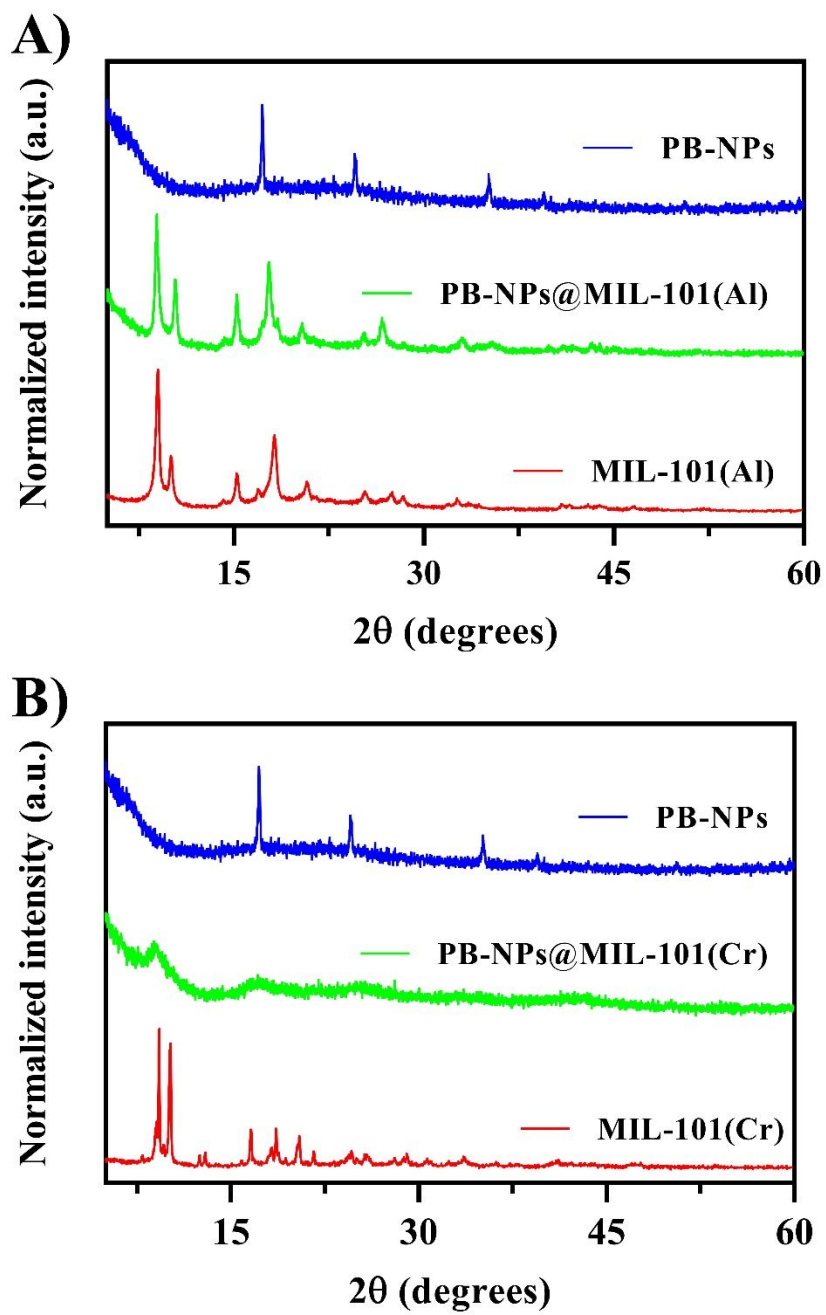 A)
Normalized intensity (a.u.)
PB-NPs
PB-NPs@MIL-101(Al)
MIL-101(Al)
15 30 45 60
2θ (degrees)
B)
Normalized intensity (a.u.)
PB-NPs
PB-NPs@MIL-101(Cr)
MIL-101(Cr)
15 30 45 60
2θ (degrees)